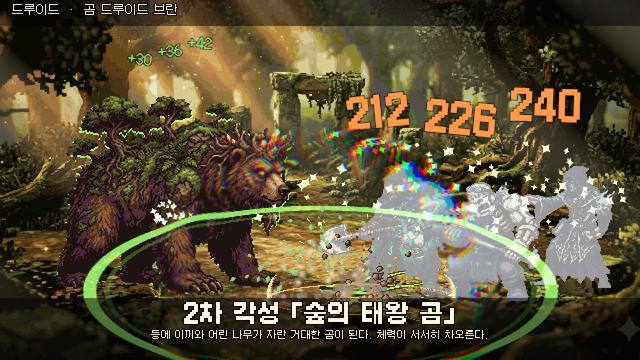 드루이드 · 곰 드루이드 브란
+30 +36 +42
212 226 240
2차 각성 「숲의 태왕 곰」
등에 이끼와 어린 나무가 자란 거대한 곰이 된다. 체력이 서서히 차오른다.